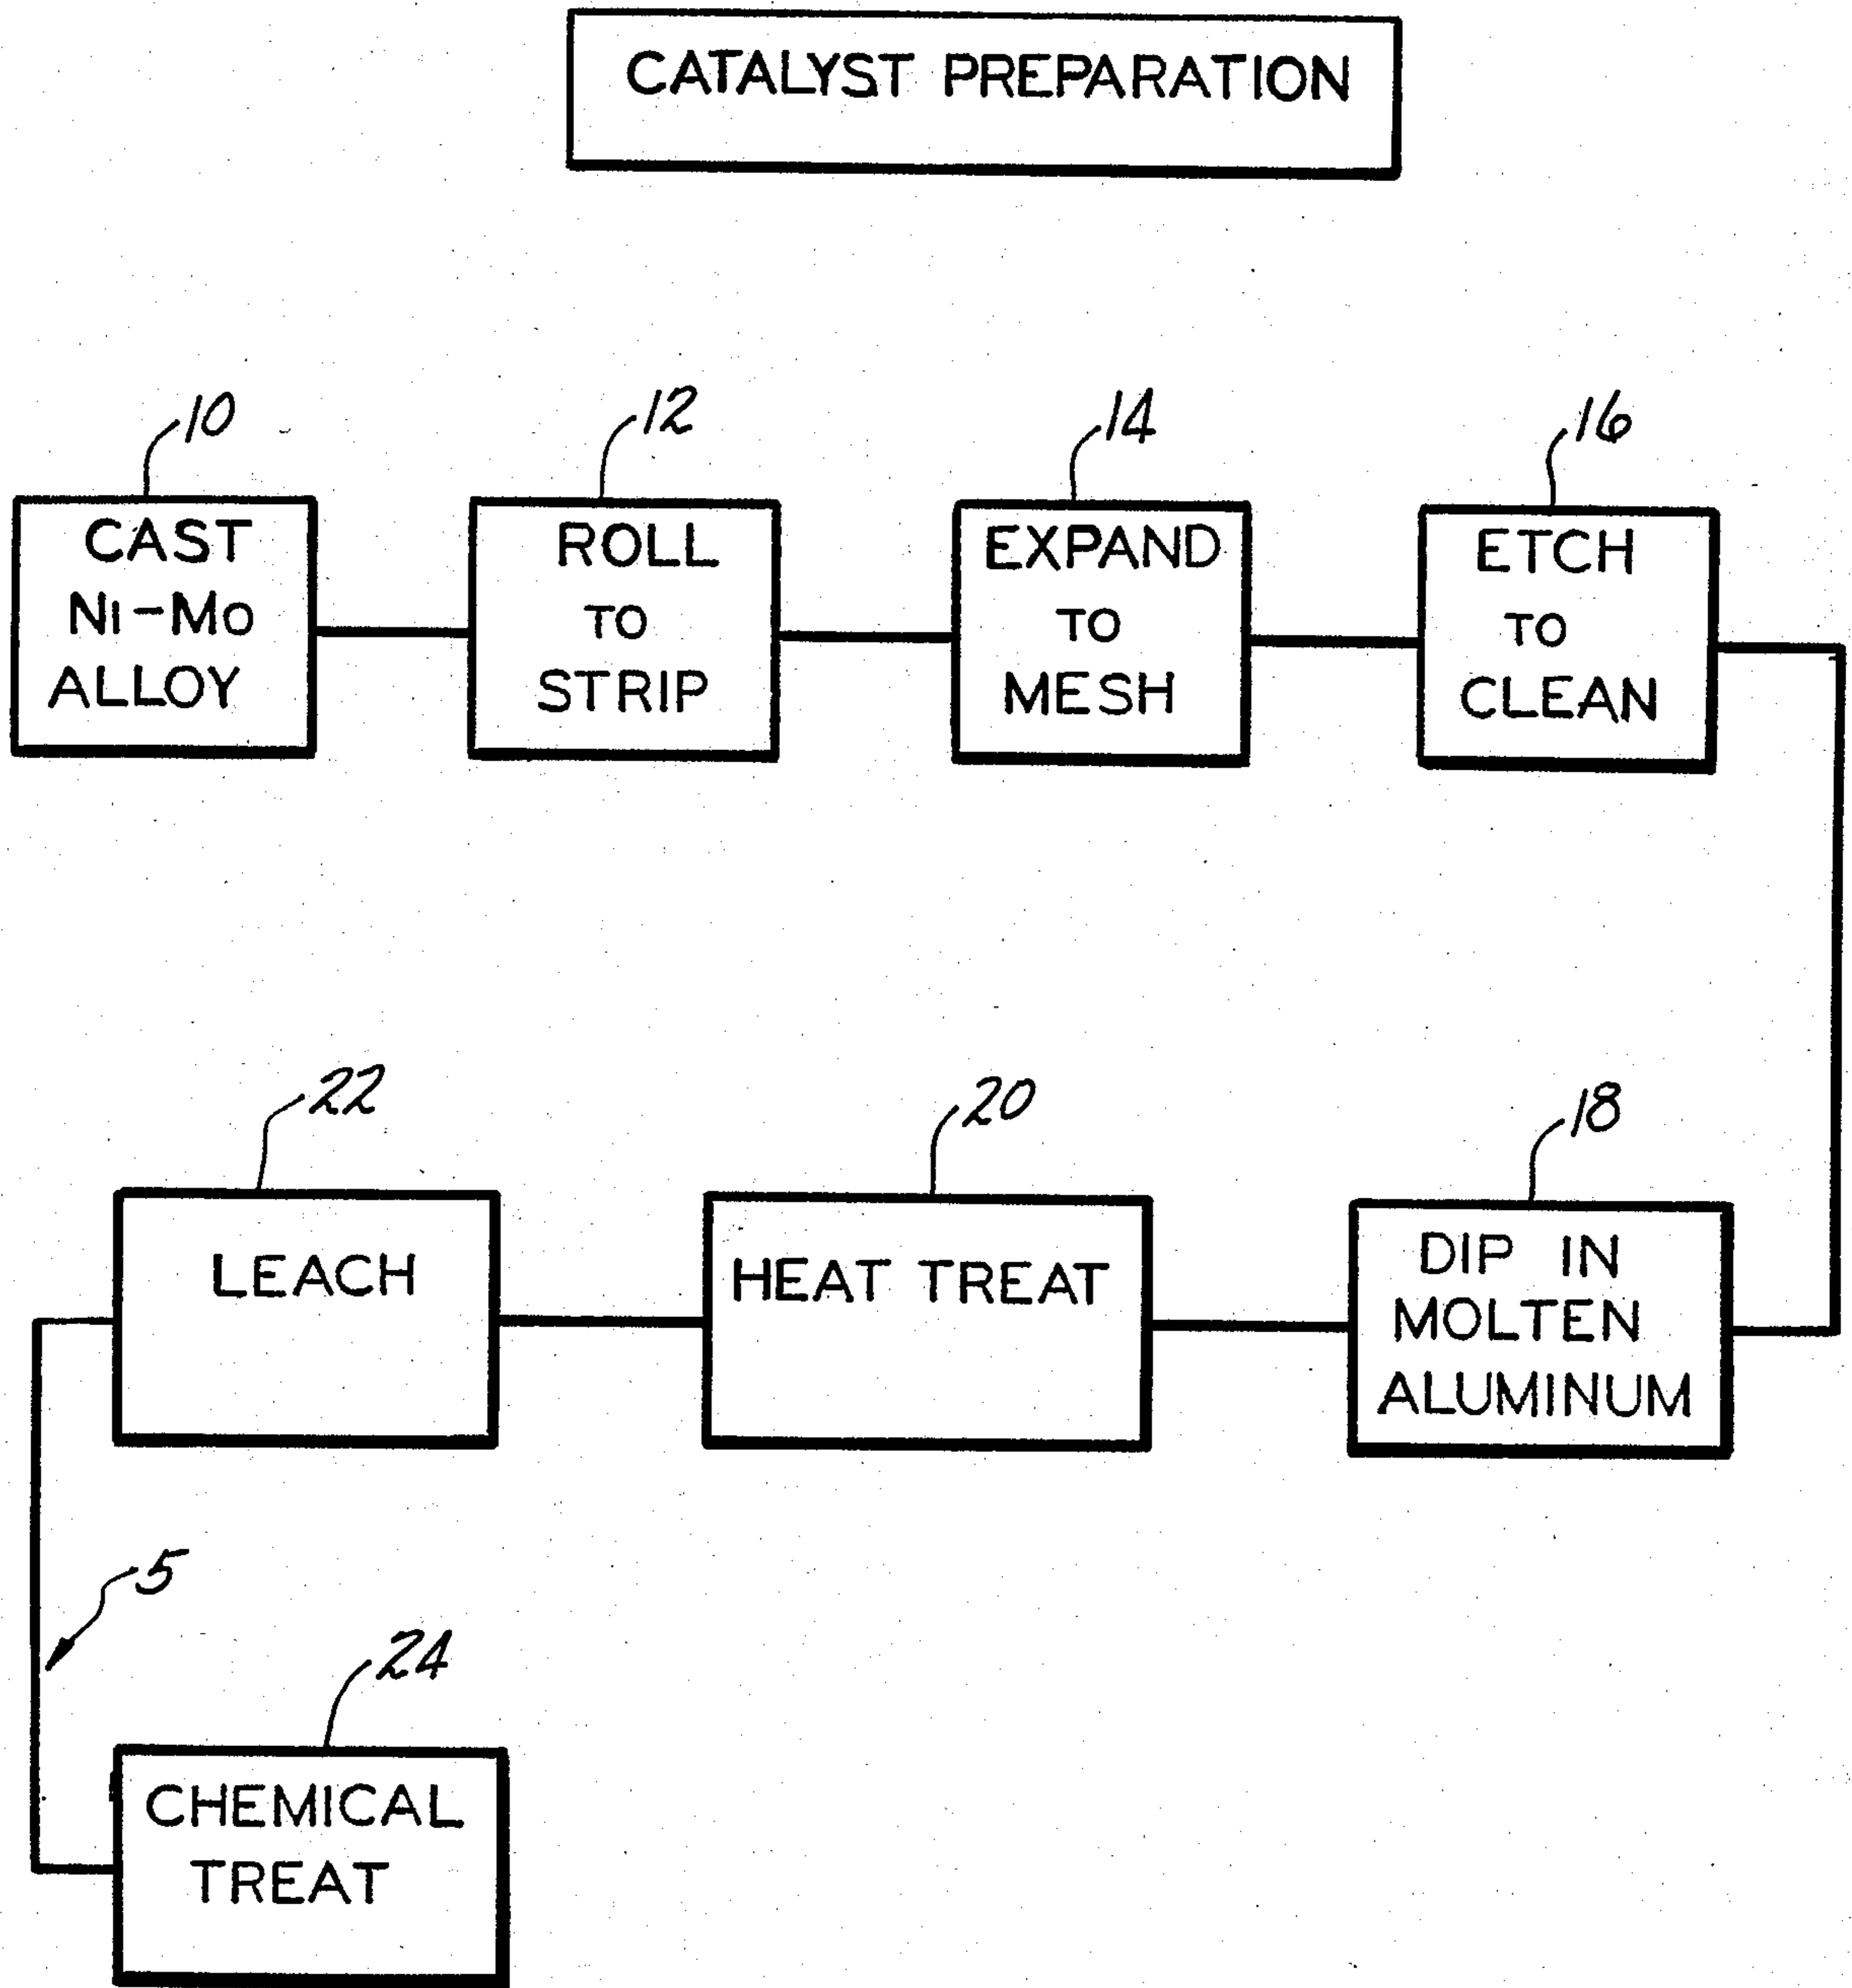 CATALYST PREPARATION
10
12
14
16
CAST
Ni-Mo
ALLOY
ROLL
TO
STRIP
EXPAND
TO
MESH
ETCH
TO
CLEAN
22
20
18
LEACH
HEAT TREAT
DIP IN
MOLTEN
ALUMINUM
5
24
CHEMICAL
TREAT